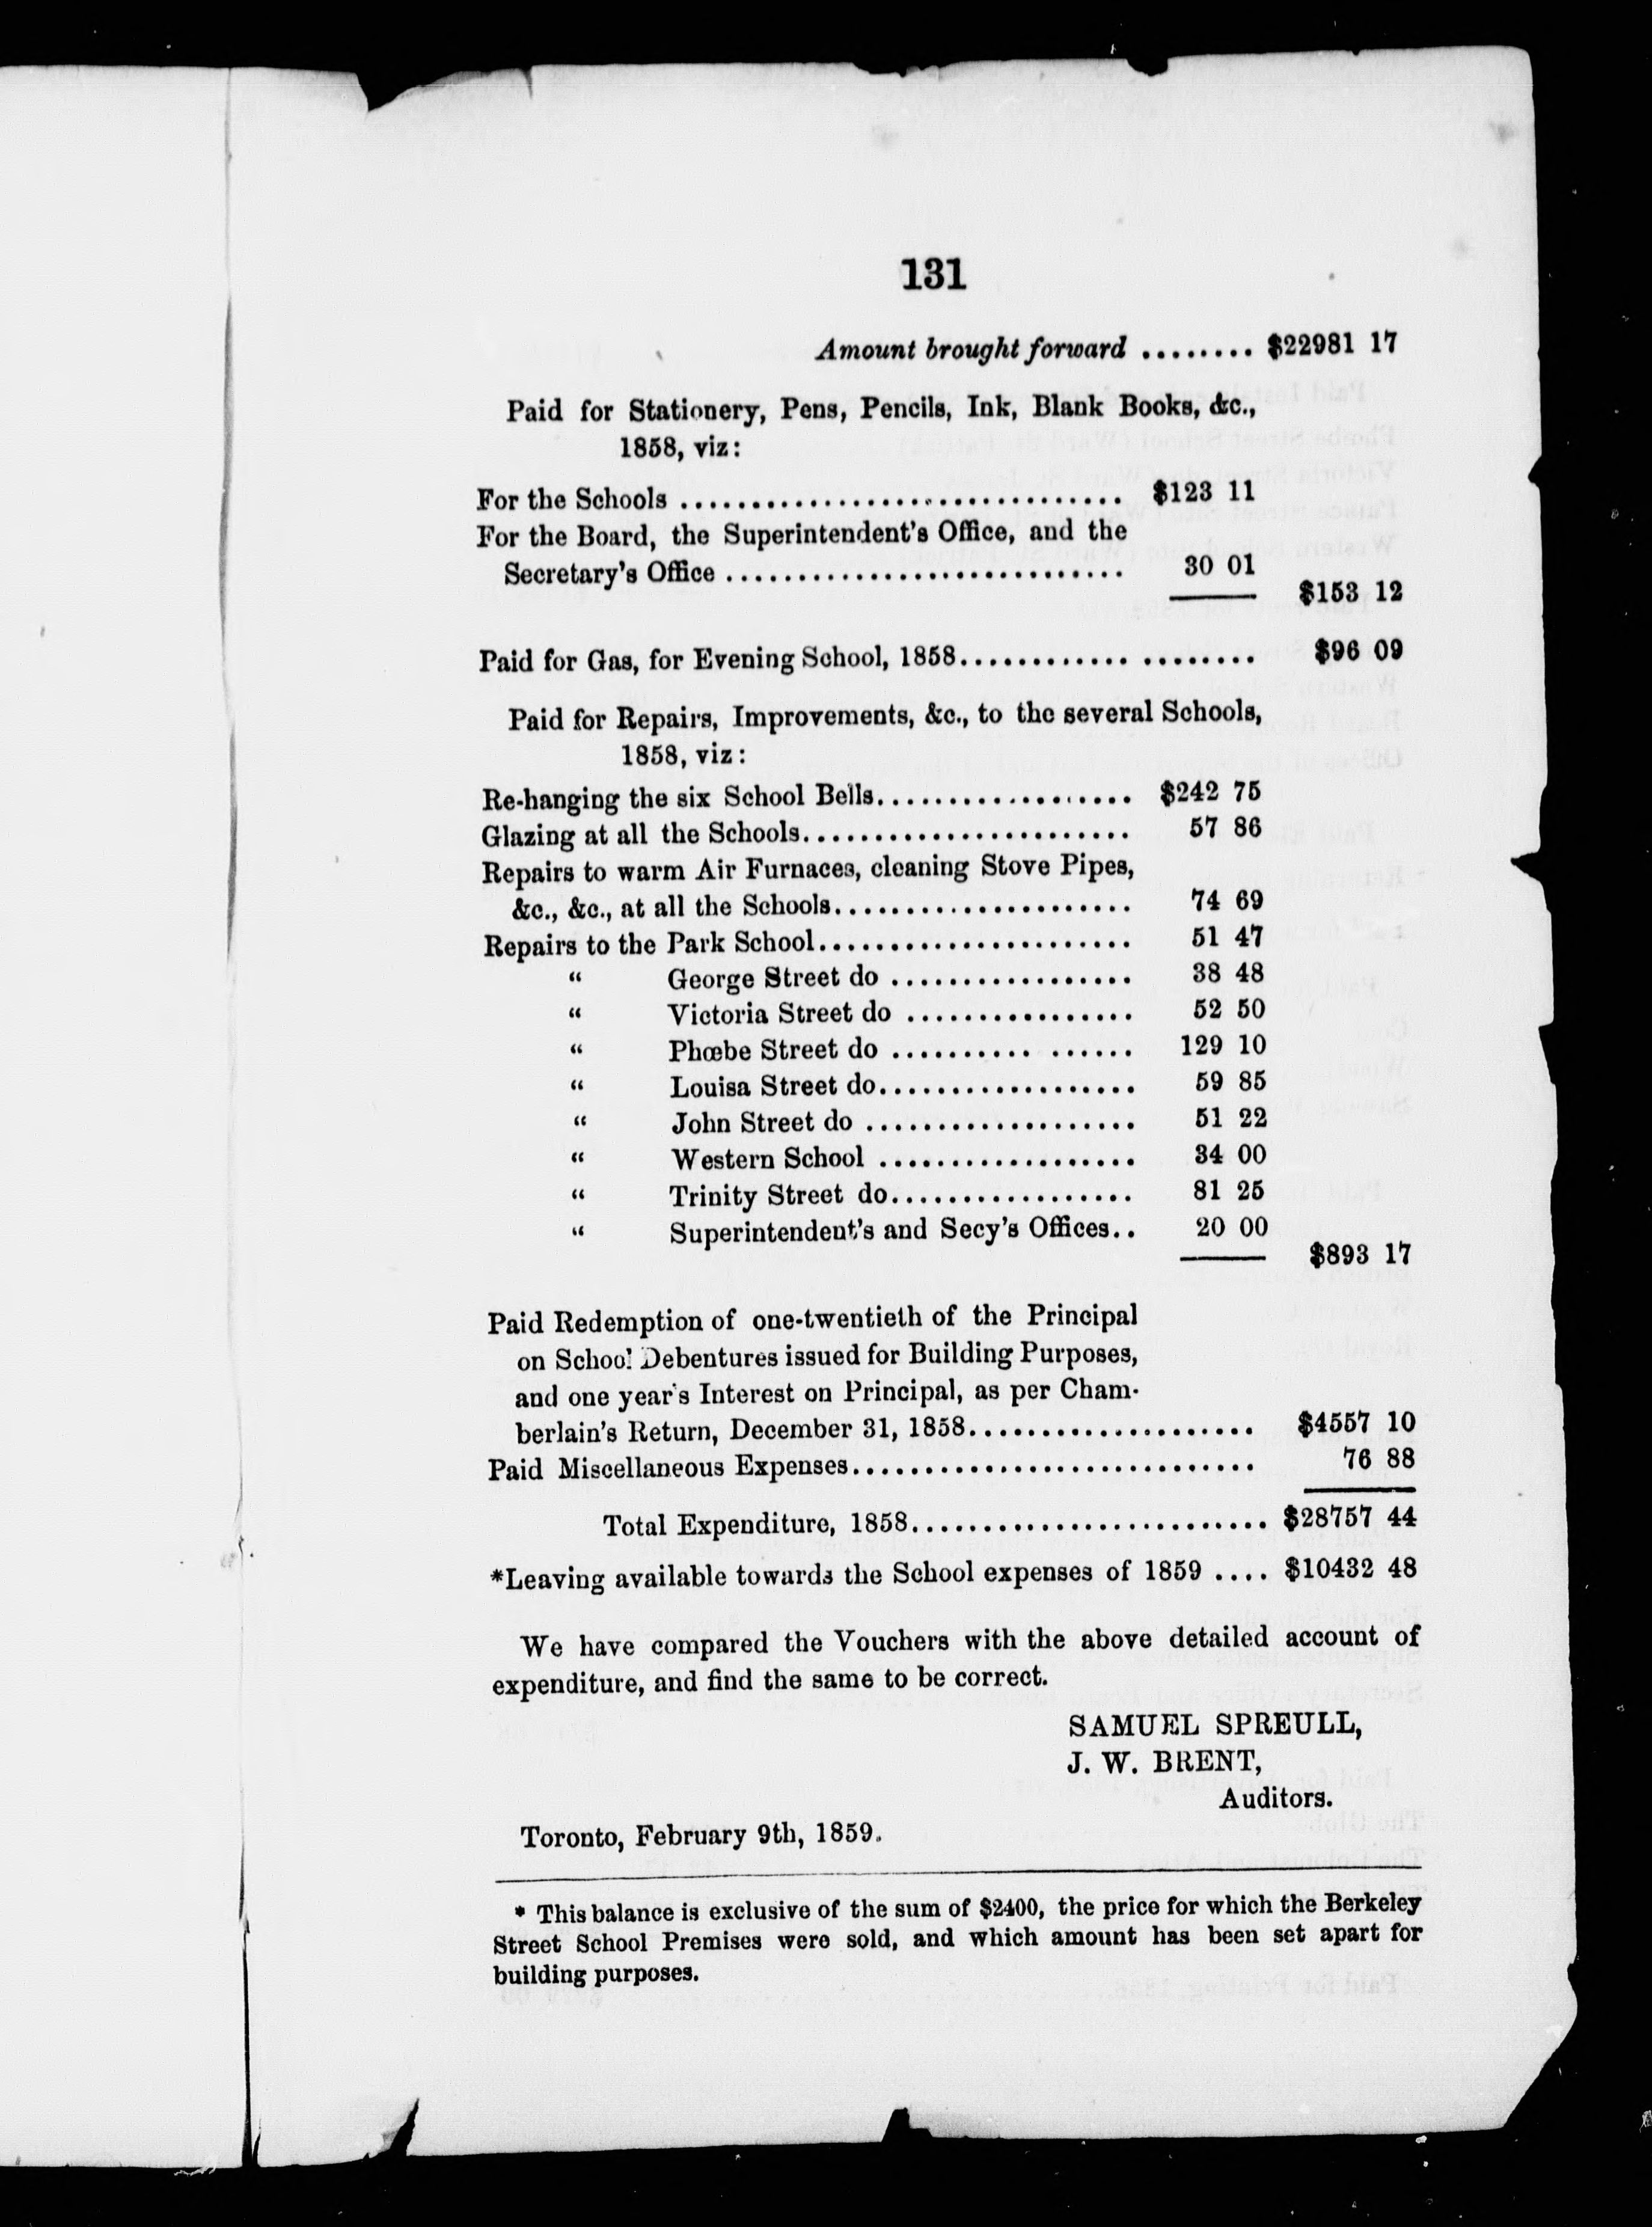 131
Amount brought forward ........ $22981 17
Paid for Stationery, Pens, Pencils, Ink, Blank Books, &c.,
1858, viz:
For the Schools ............................... $123 11
For the Board, the Superintendent's Office, and the
Secretary's Office ............................ 30 01
$153 12
Paid for Gas, for Evening School, 1858............ ........ $96 09
Paid for Repairs, Improvements, &c., to the several Schools,
1858, viz:
Re-hanging the six School Bells.................. $242 75
Glazing at all the Schools....................... 57 86
Repairs to warm Air Furnaces, cleaning Stove Pipes,
&c., &c., at all the Schools..................... 74 69
Repairs to the Park School...................... 51 47
“ George Street do ................. 38 48
“ Victoria Street do ................ 52 50
“ Phœbe Street do .......... ...... 129 10
“ Louisa Street do.................. 59 85
“ John Street do ................... 51 22
“ Western School .................. 34 00
“ Trinity Street do................. 81 25
“ Superintendent's and Secy's Offices.. 20 00
$893 17
Paid Redemption of one-twentieth of the Principal
on School Debentures issued for Building Purposes,
and one year's Interest on Principal, as per Cham-
berlain's Return, December 31, 1858.................... $4557 10
Paid Miscellaneous Expenses............................ 76 88
Total Expenditure, 1858......................... $28757 44
*Leaving available towards the School expenses of 1859 .... $10432 48
We have compared the Vouchers with the above detailed account of
expenditure, and find the same to be correct.
SAMUEL SPREULL,
J. W. BRENT,
Auditors.
Toronto, February 9th, 1859.
* This balance is exclusive of the sum of $2400, the price for which the Berkeley
Street School Premises were sold, and which amount has been set apart for
building purposes.